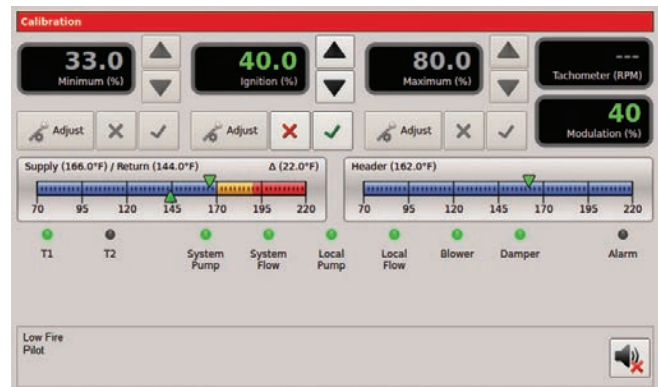 Calibration
33.0
Minimum (%)
40.0
Ignition (%)
80.0
Maximum (%)
---
Tachometer (RPM)
Adjust
Adjust
Adjust
40
Modulation (%)
Supply (166.0°F) / Return (144.0°F) Δ (22.0°F)
70 95 120 145 170 195 220
Header (162.0°F)
70 95 120 145 170 195 220
T1
T2
System Pump
System Flow
Local Pump
Local Flow
Blower
Damper
Alarm
Low Fire
Pilot